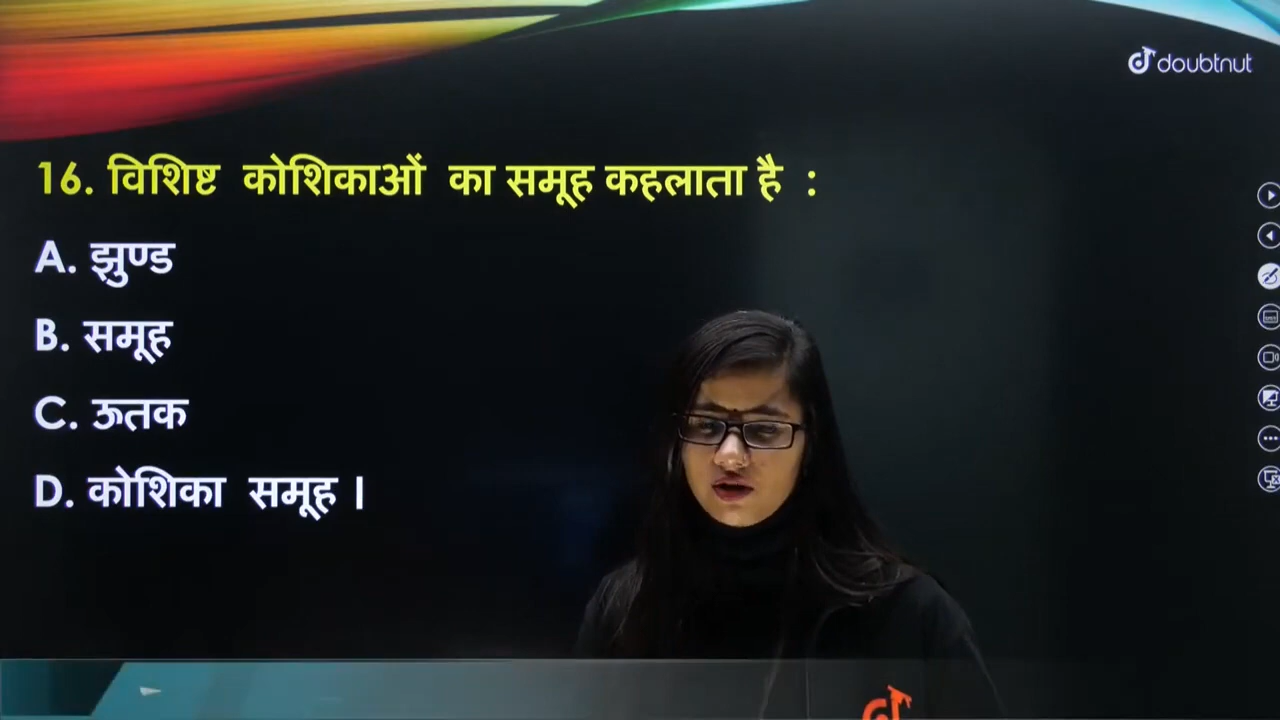 doubtnut
16. विशिष्ट कोशिकाओं का समूह कहलाता है :
A. झुण्ड
B. समूह
C. ऊतक
D. कोशिका समूह ।